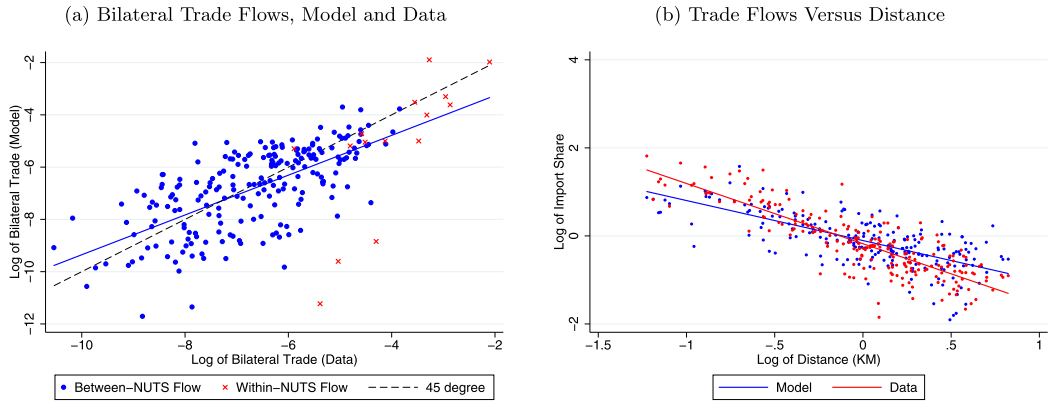 (a) Bilateral Trade Flows, Model and Data
Log of Bilateral Trade (Model)
−2
−4
−6
−8
−10
−12
−10
−8
−6
−4
−2
Log of Bilateral Trade (Data)
Between−NUTS Flow
Within−NUTS Flow
45 degree
(b) Trade Flows Versus Distance
Log of Import Share
4
2
0
−2
−1.5
−1
−.5
0
.5
1
Log of Distance (KM)
Model
Data